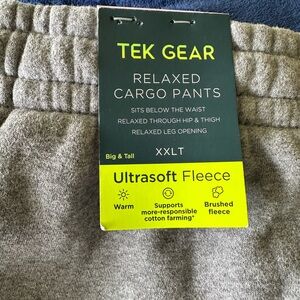 TEK GEAR
RELAXED
CARGO PANTS
SITS BELOW THE WAIST
RELAXED THROUGH HIP & THIGH
RELAXED LEG OPENING
XXLT
Big & Tall
Ultrasoft Fleece
Warm
Supports
more-responsible
cotton farming*
Brushed
fleece